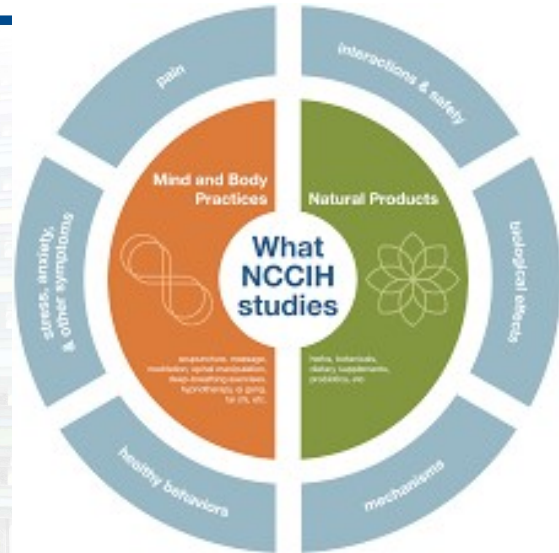 pain
interactions & safety
Mind and Body
Practices
Natural Products
What
NCCIH
studies
stress, anxiety,
& other symptoms
biological effects
acupuncture, massage,
meditation, spinal manipulation,
deep-breathing exercises,
hypnotherapy, qi gong,
tai chi, etc.
herbs, botanicals,
dietary supplements,
probiotics, etc
healthy behaviors
mechanisms